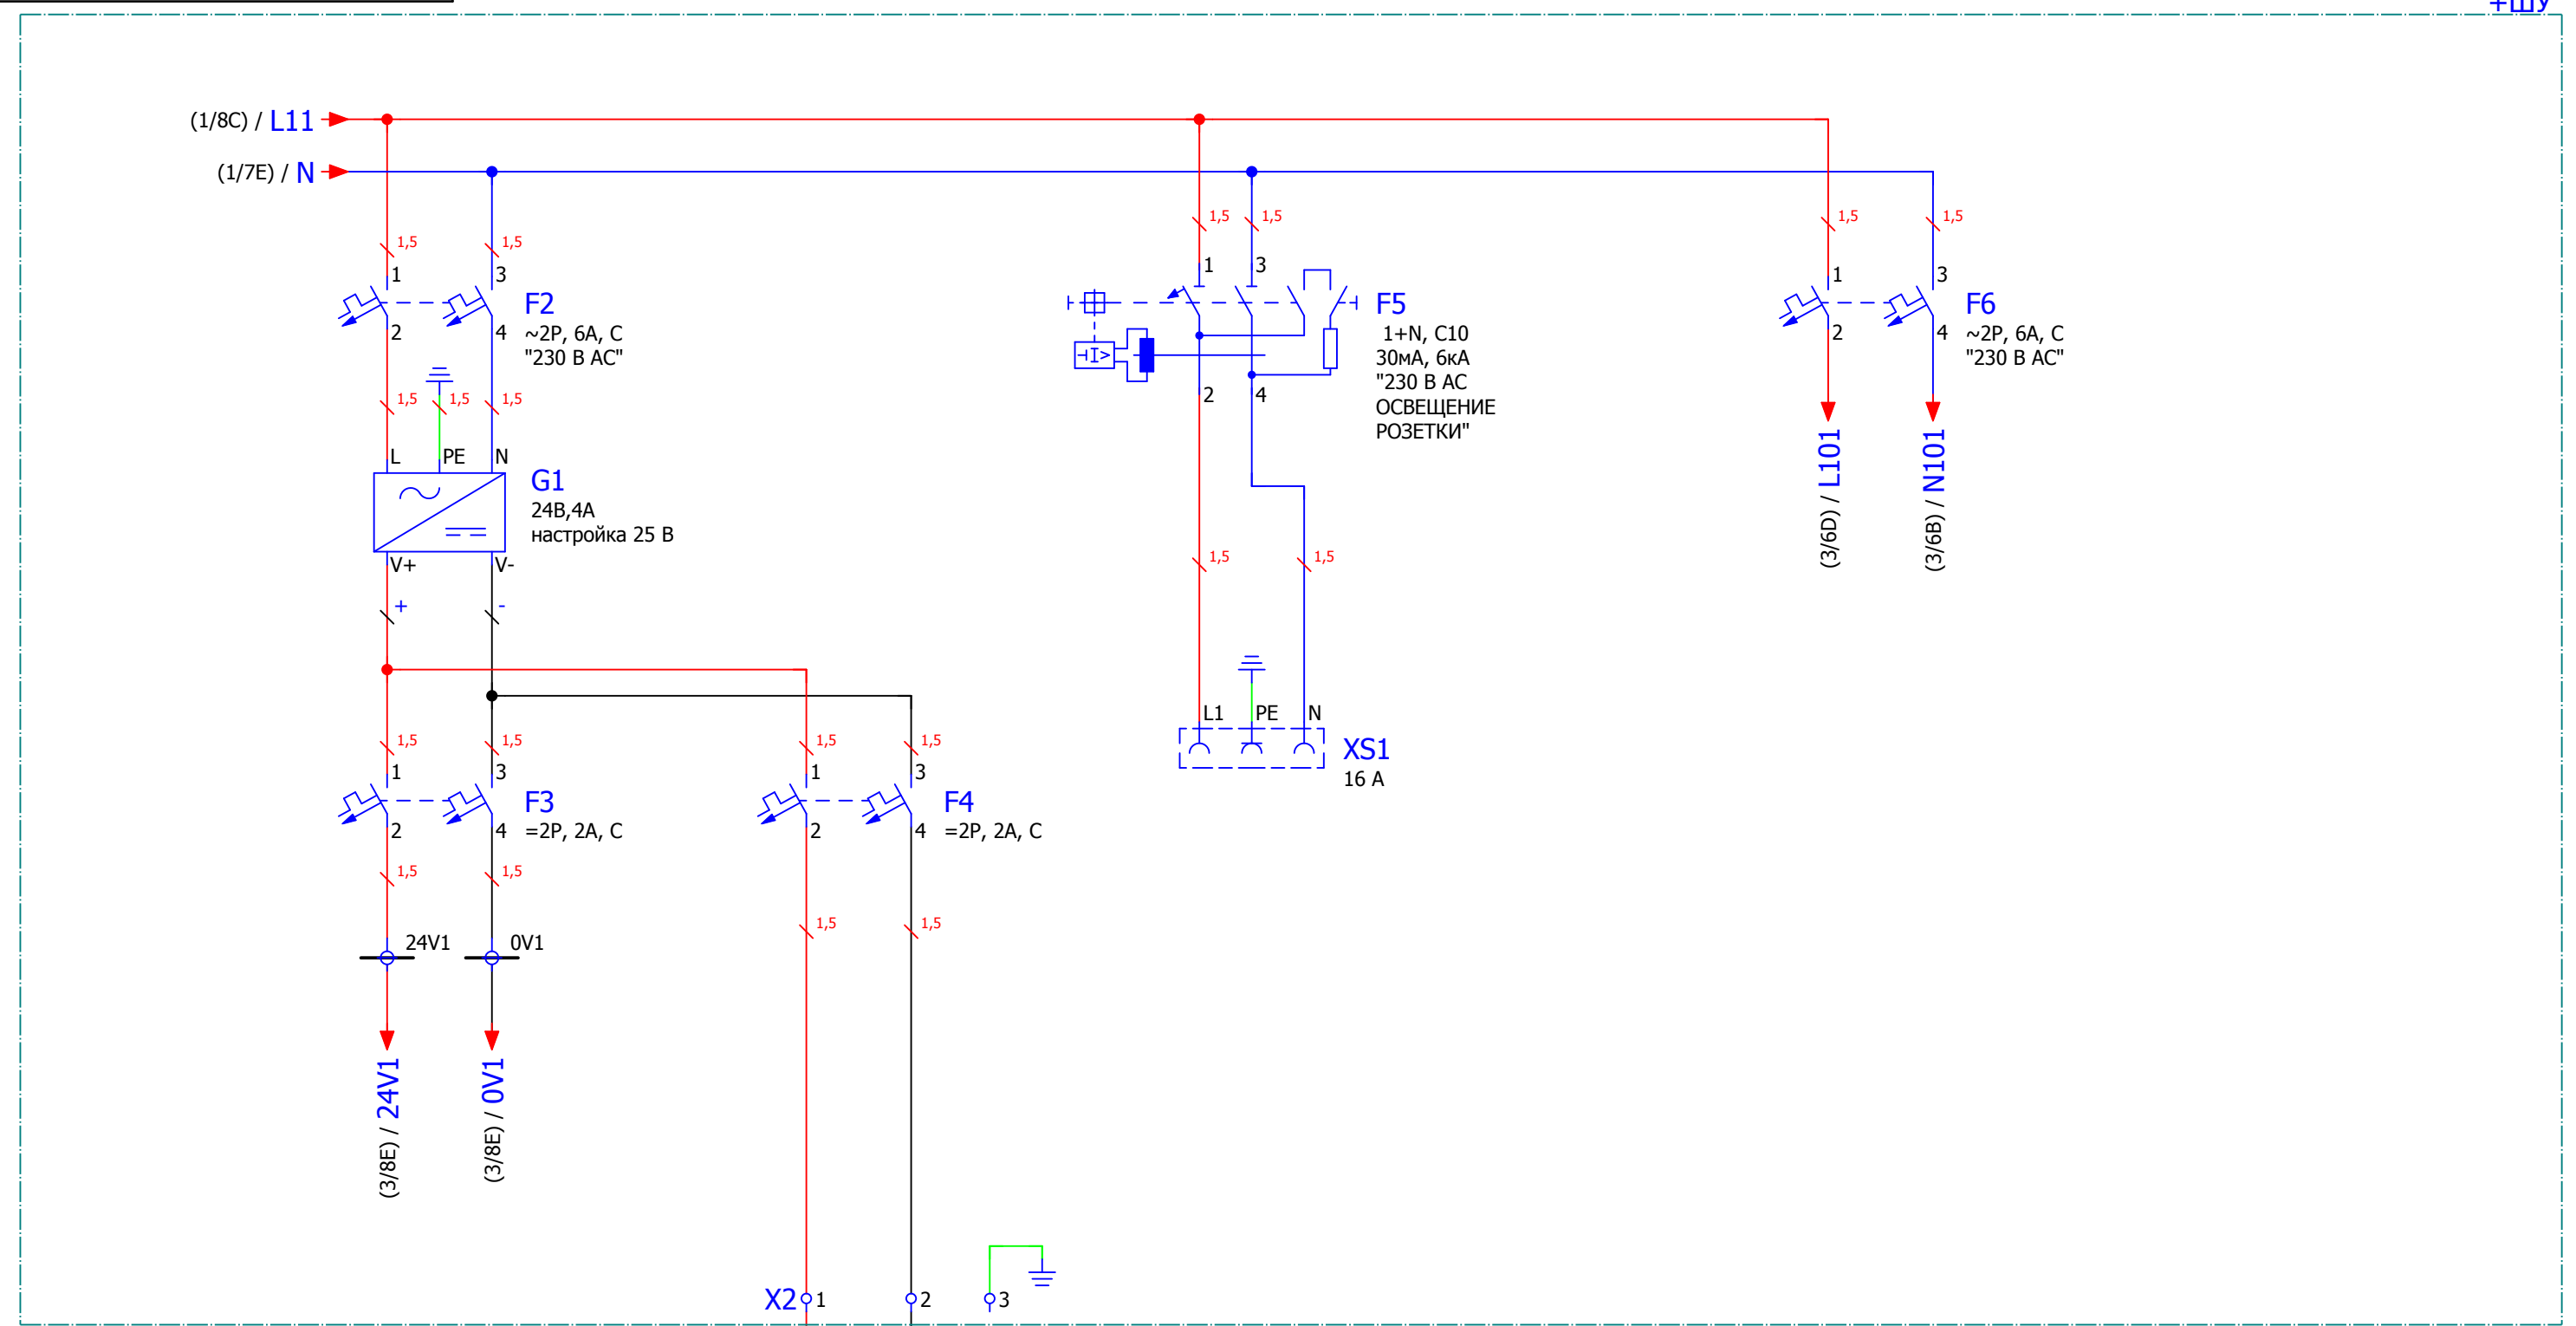 +ШУ
(1/8C) / L11
(1/7E) / N
1,5
1,5
1,5
1,5
1,5
1,5
1
3
F2
~2P, 6A, C
"230 В АС"
2
4
1
3
F5
1+N, C10
30мА, 6кА
"230 В АС
ОСВЕЩЕНИЕ
РОЗЕТКИ"
I>
2
4
1
3
F6
~2P, 6A, C
"230 В АС"
2
4
1,5
1,5
1,5
L
PE
N
G1
24В,4А
настройка 25 В
V+
V-
+
-
L101
(3/6D) /
N101
(3/6B) /
1,5
1,5
L1
PE
N
XS1
16 A
1,5
1,5
1,5
1,5
1
3
F3
=2P, 2A, C
2
4
1
3
F4
=2P, 2A, C
2
4
1,5
1,5
1,5
1,5
24V1
0V1
(3/8E) / 24V1
(3/8E) / 0V1
X2
1
2
3